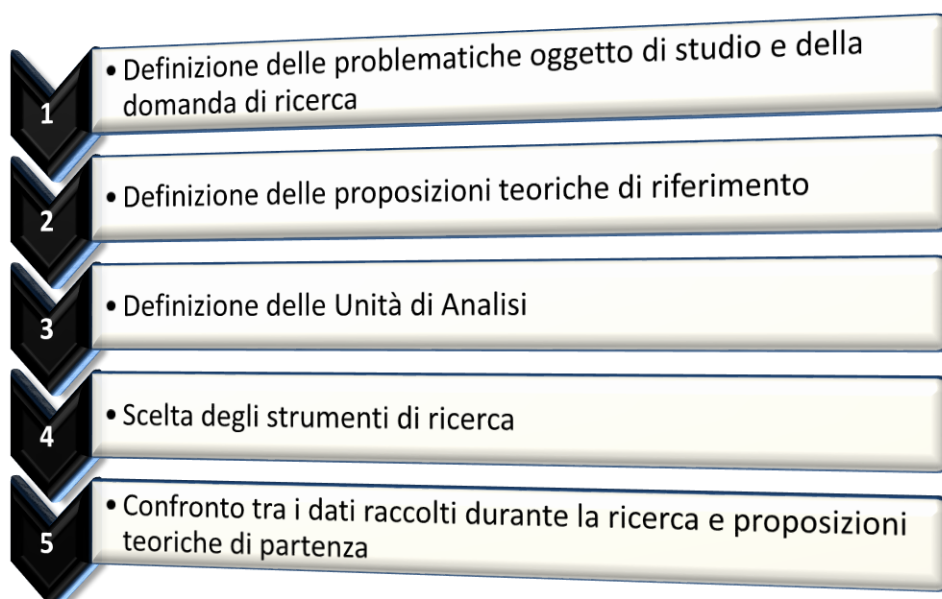 1
• Definizione delle problematiche oggetto di studio e della
domanda di ricerca
2
• Definizione delle proposizioni teoriche di riferimento
3
• Definizione delle Unità di Analisi
4
• Scelta degli strumenti di ricerca
5
• Confronto tra i dati raccolti durante la ricerca e proposizioni
teoriche di partenza